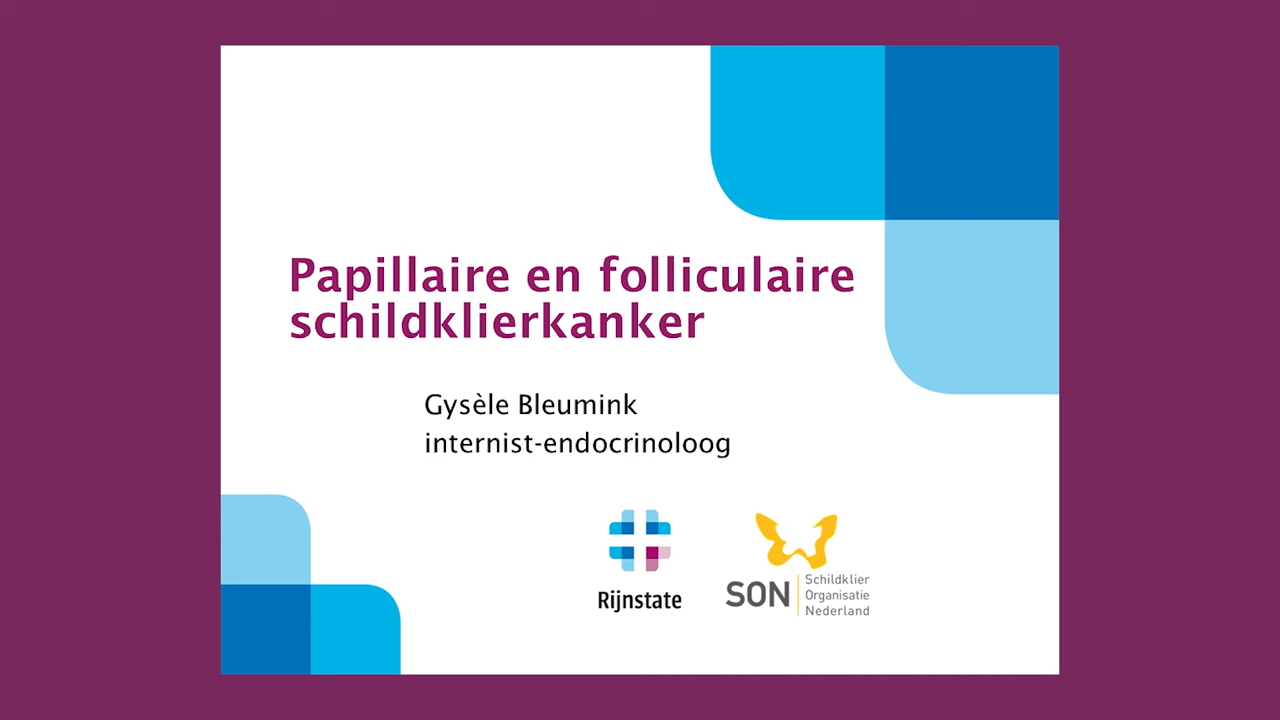 Papillaire en folliculaire
schildklierkanker
Gysèle Bleumink
internist-endocrinoloog
Rijnstate
SON
Schildklier
Organisatie
Nederland